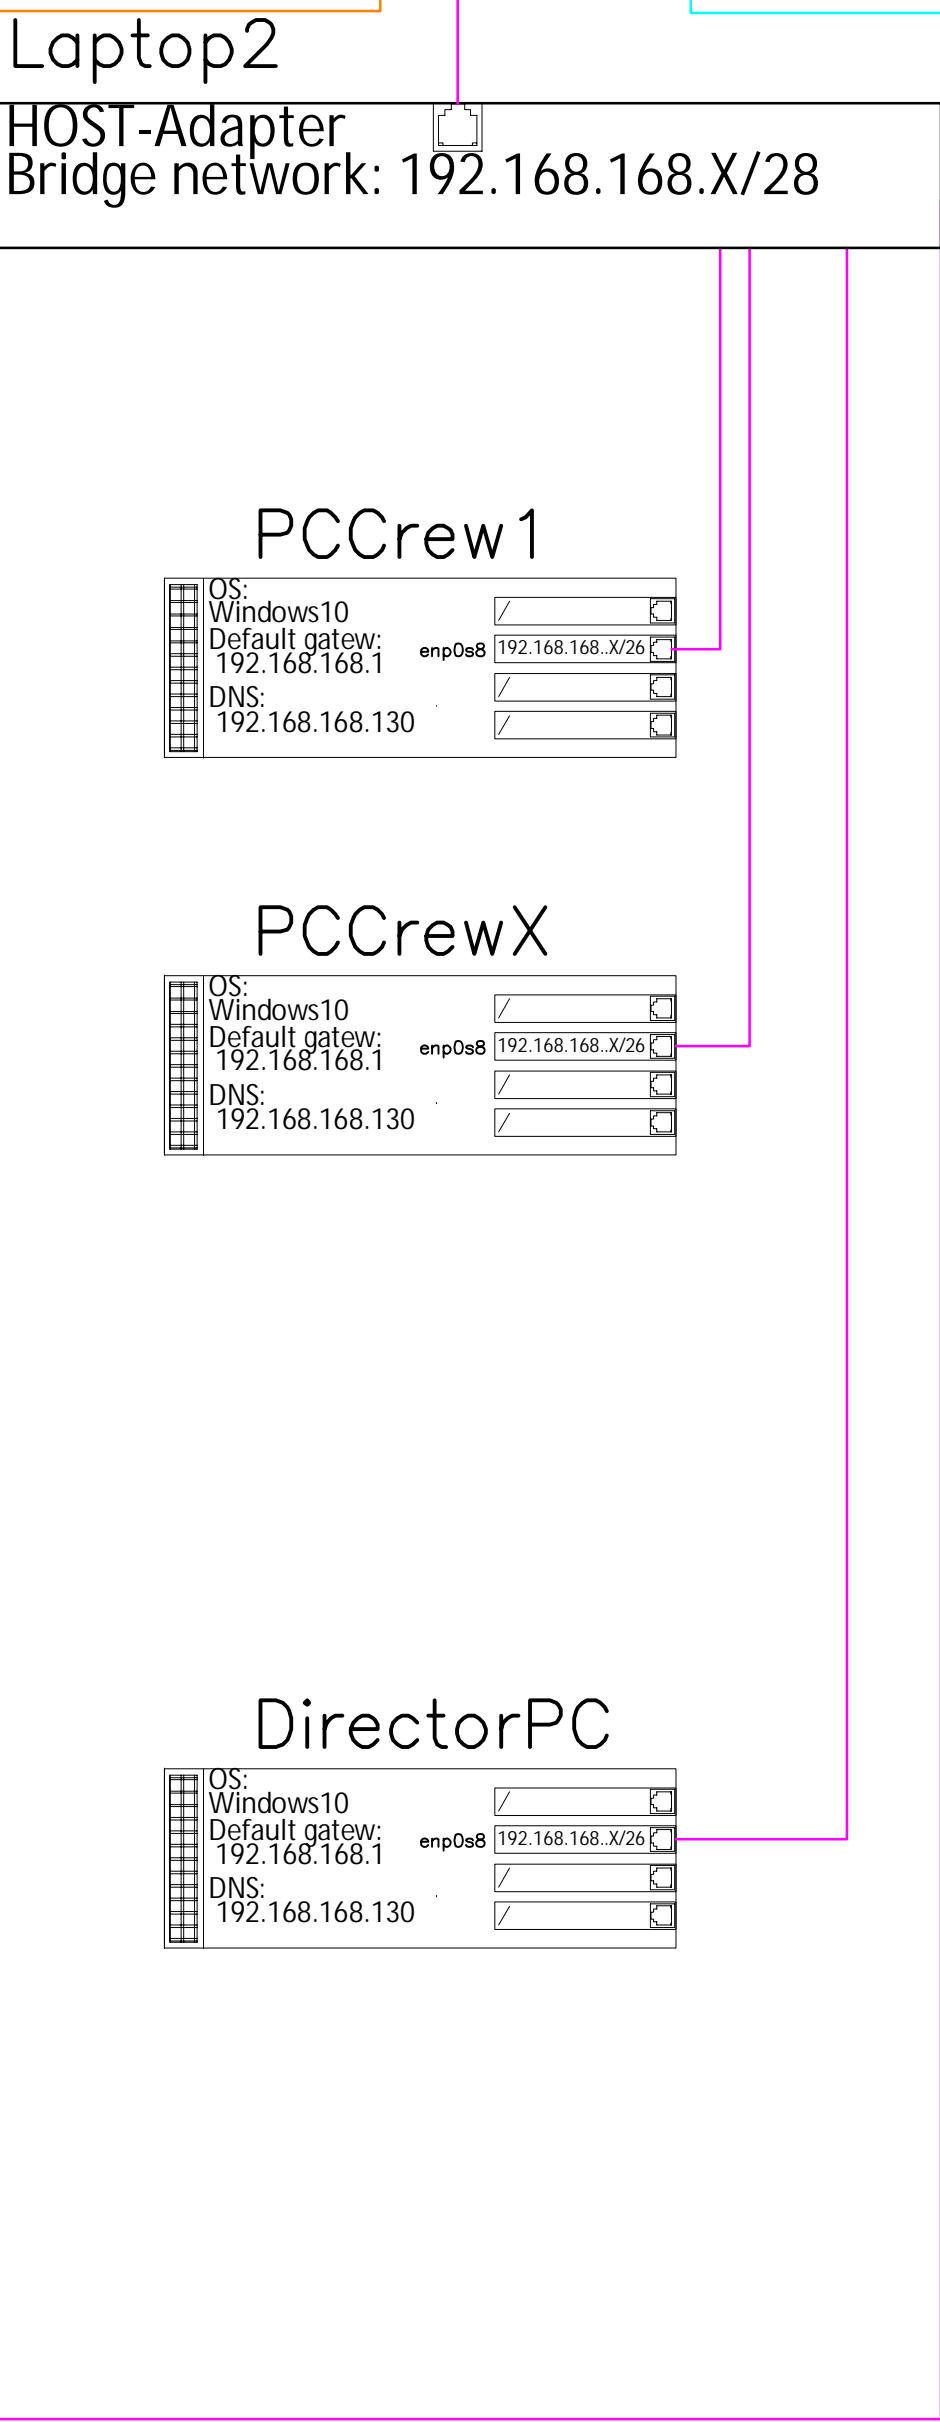 Laptop2
HOST-Adapter
Bridge network: 192.168.168.X/28
PCCrew1
OS:
Windows10
/
Default gatew:
192.168.168.1
enp0s8
192.168.168..X/26
/
DNS:
192.168.168.130
/
PCCrewX
OS:
Windows10
/
Default gatew:
192.168.168.1
enp0s8
192.168.168..X/26
/
DNS:
192.168.168.130
/
DirectorPC
OS:
Windows10
/
Default gatew:
192.168.168.1
enp0s8
192.168.168..X/26
/
DNS:
192.168.168.130
/